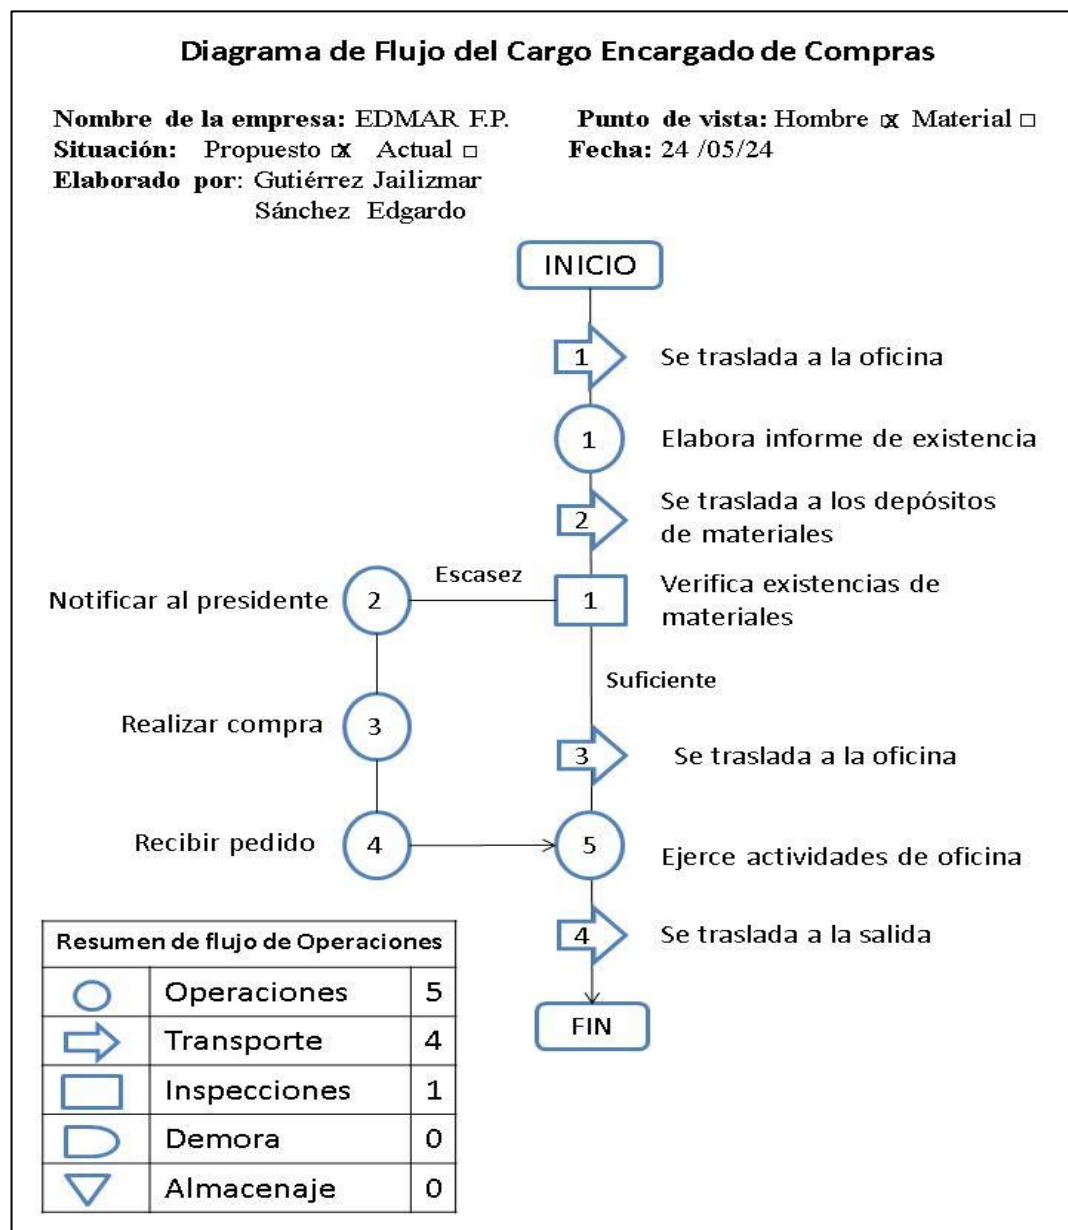 Diagrama de Flujo del Cargo Encargado de Compras
Nombre de la empresa: EDMAR F.P. Punto de vista: Hombre ☒ Material □
Situación: Propuesto ☒ Actual □ Fecha: 24 /05/24
Elaborado por: Gutiérrez Jailizmar
Sánchez Edgardo
INICIO
1 Se traslada a la oficina
1 Elabora informe de existencia
2 Se traslada a los depósitos
de materiales
Escasez
Notificar al presidente 2
1 Verifica existencias de
materiales
Suficiente
Realizar compra 3
3 Se traslada a la oficina
Recibir pedido 4
5 Ejerce actividades de oficina
4 Se traslada a la salida
FIN
Resumen de flujo de Operaciones
Operaciones 5
Transporte 4
Inspecciones 1
Demora 0
Almacenaje 0